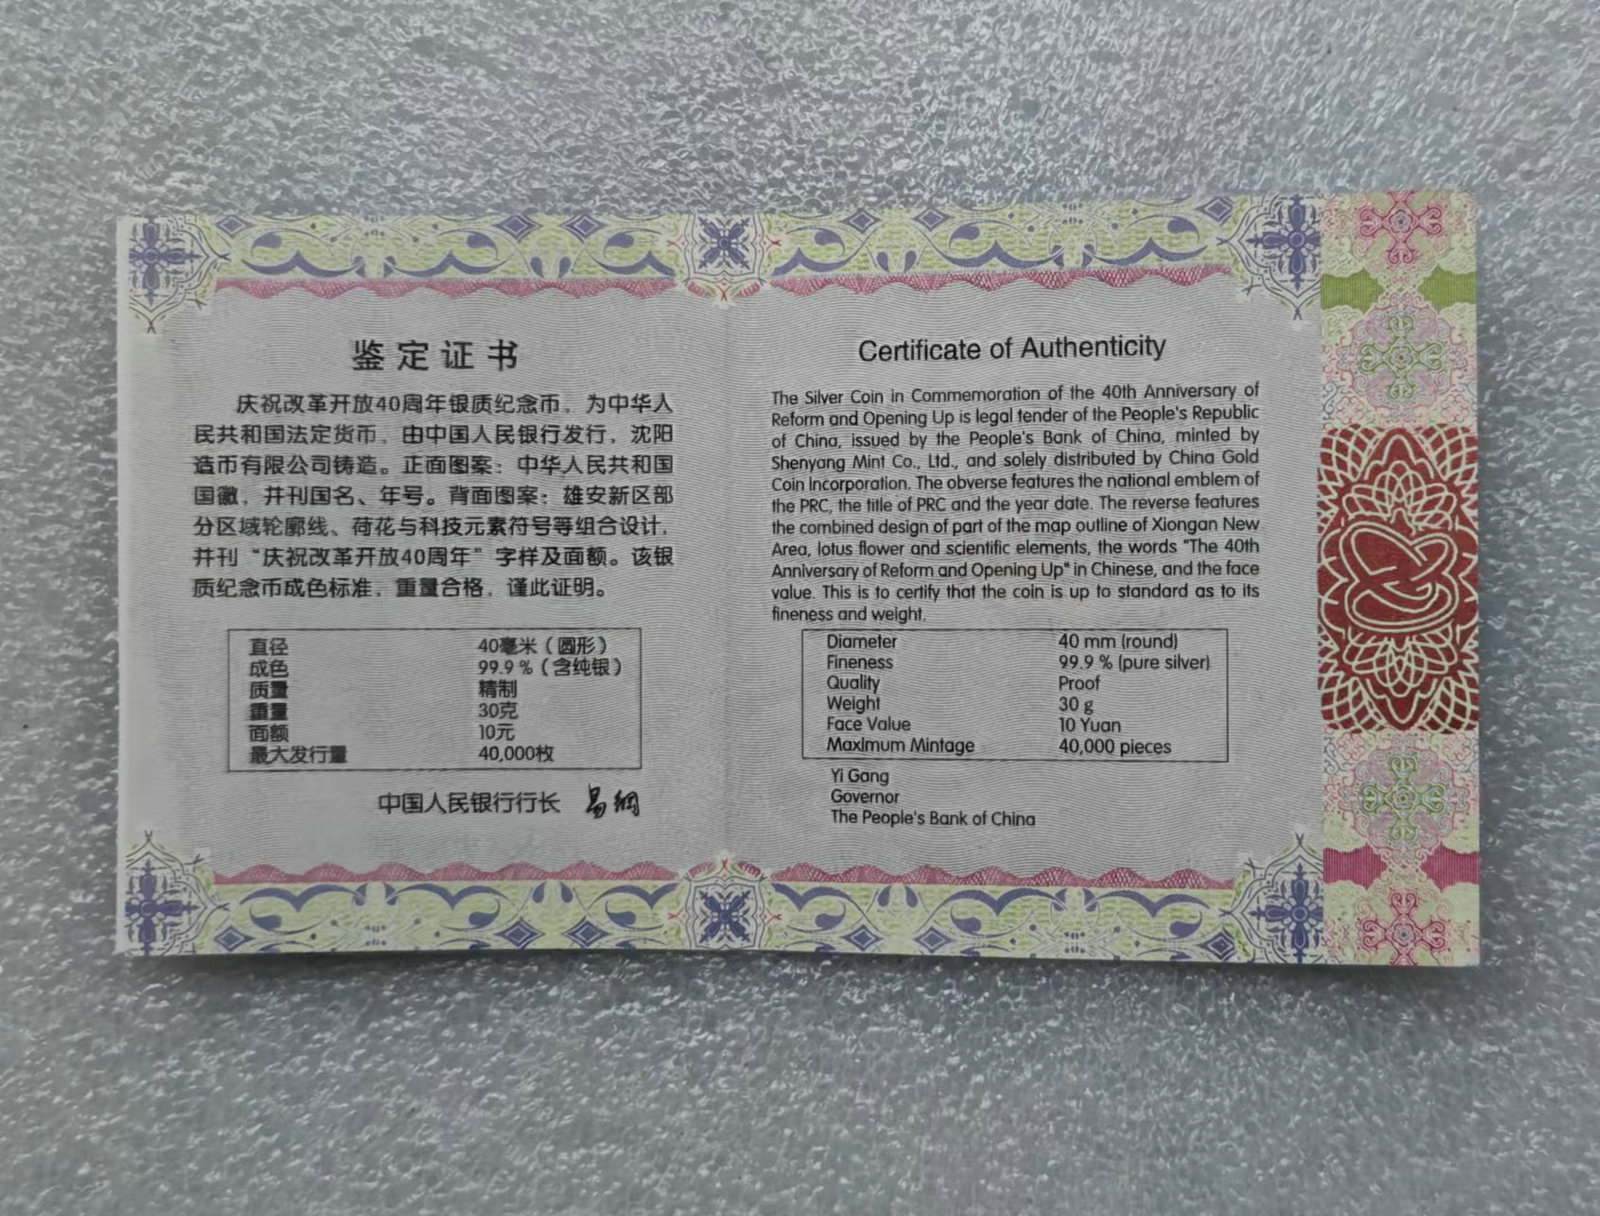 鉴定证书
庆祝改革开放40周年银质纪念币，为中华人
民共和国法定货币，由中国人民银行发行，沈阳
造币有限公司铸造。正面图案：中华人民共和国
国徽，并刊国名、年号。背面图案：雄安新区部
分区域轮廓线、荷花与科技元素符号等组合设计，
并刊“庆祝改革开放40周年”字样及面额。该银
质纪念币成色标准，重量合格，谨此证明。
直径 40毫米（圆形）
成色 99.9％（含纯银）
质量 精制
重量 30克
面额 10元
最大发行量 40,000枚
中国人民银行行长 易纲
Certificate of Authenticity
The Silver Coin in Commemoration of the 40th Anniversary of
Reform and Opening Up is legal tender of the People's Republic
of China, issued by the People's Bank of China, minted by
Shenyang Mint Co., Ltd., and solely distributed by China Gold
Coin Incorporation. The obverse features the national emblem of
the PRC, the title of PRC and the year date. The reverse features
the combined design of part of the map outline of Xiongan New
Area, lotus flower and scientific elements, the words "The 40th
Anniversary of Reform and Opening Up" in Chinese, and the face
value. This is to certify that the coin is up to standard as to its
fineness and weight.
Diameter 40 mm (round)
Fineness 99.9 % (pure silver)
Quality Proof
Weight 30 g
Face Value 10 Yuan
Maximum Mintage 40,000 pieces
Yi Gang
Governor
The People's Bank of China